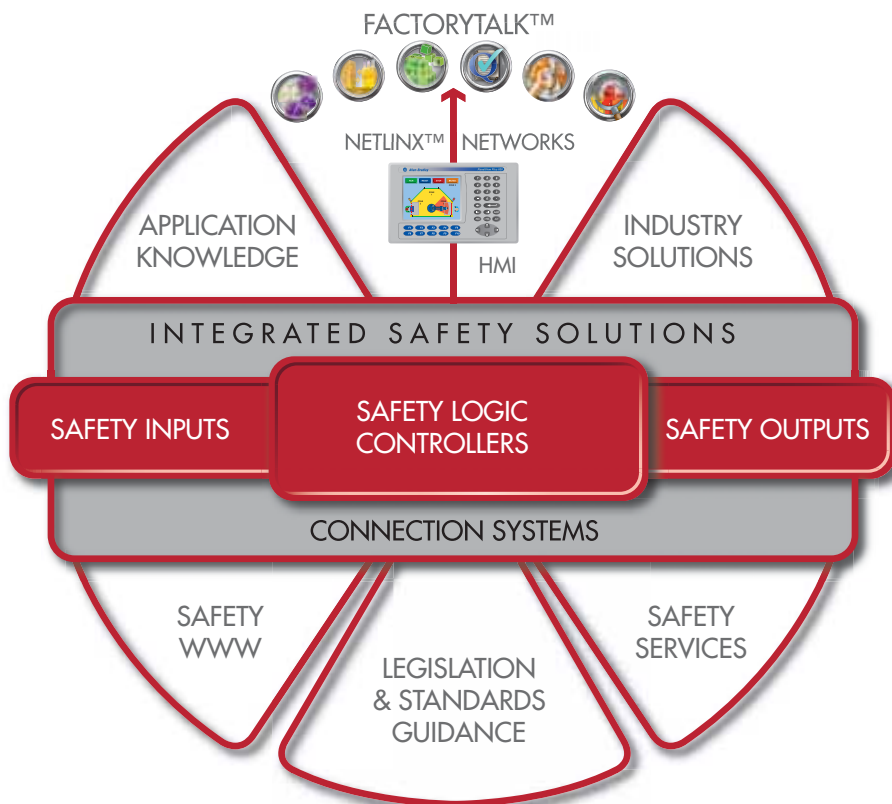 FACTORYTALK™
NETLINX™ NETWORKS
APPLICATION
KNOWLEDGE
INDUSTRY
SOLUTIONS
HMI
INTEGRATED SAFETY SOLUTIONS
SAFETY INPUTS
SAFETY LOGIC
CONTROLLERS
SAFETY OUTPUTS
CONNECTION SYSTEMS
SAFETY
WWW
LEGISLATION
& STANDARDS
GUIDANCE
SAFETY
SERVICES